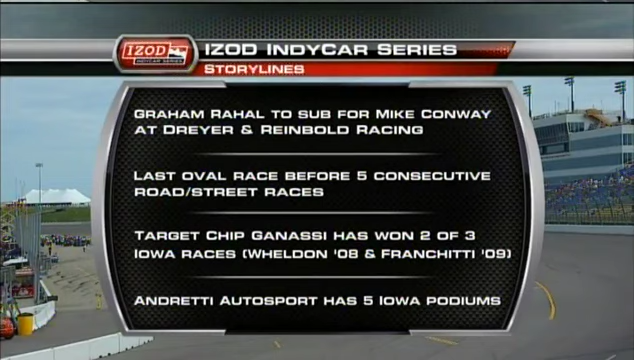 IZOD
INDYCAR SERIES
IZOD INDYCAR SERIES
STORYLINES
GRAHAM RAHAL TO SUB FOR MIKE CONWAY
AT DREYER & REINBOLD RACING
LAST OVAL RACE BEFORE 5 CONSECUTIVE
ROAD/STREET RACES
TARGET CHIP GANASSI HAS WON 2 OF 3
IOWA RACES (WHELDON '08 & FRANCHITTI '09)
ANDRETTI AUTOSPORT HAS 5 IOWA PODIUMS